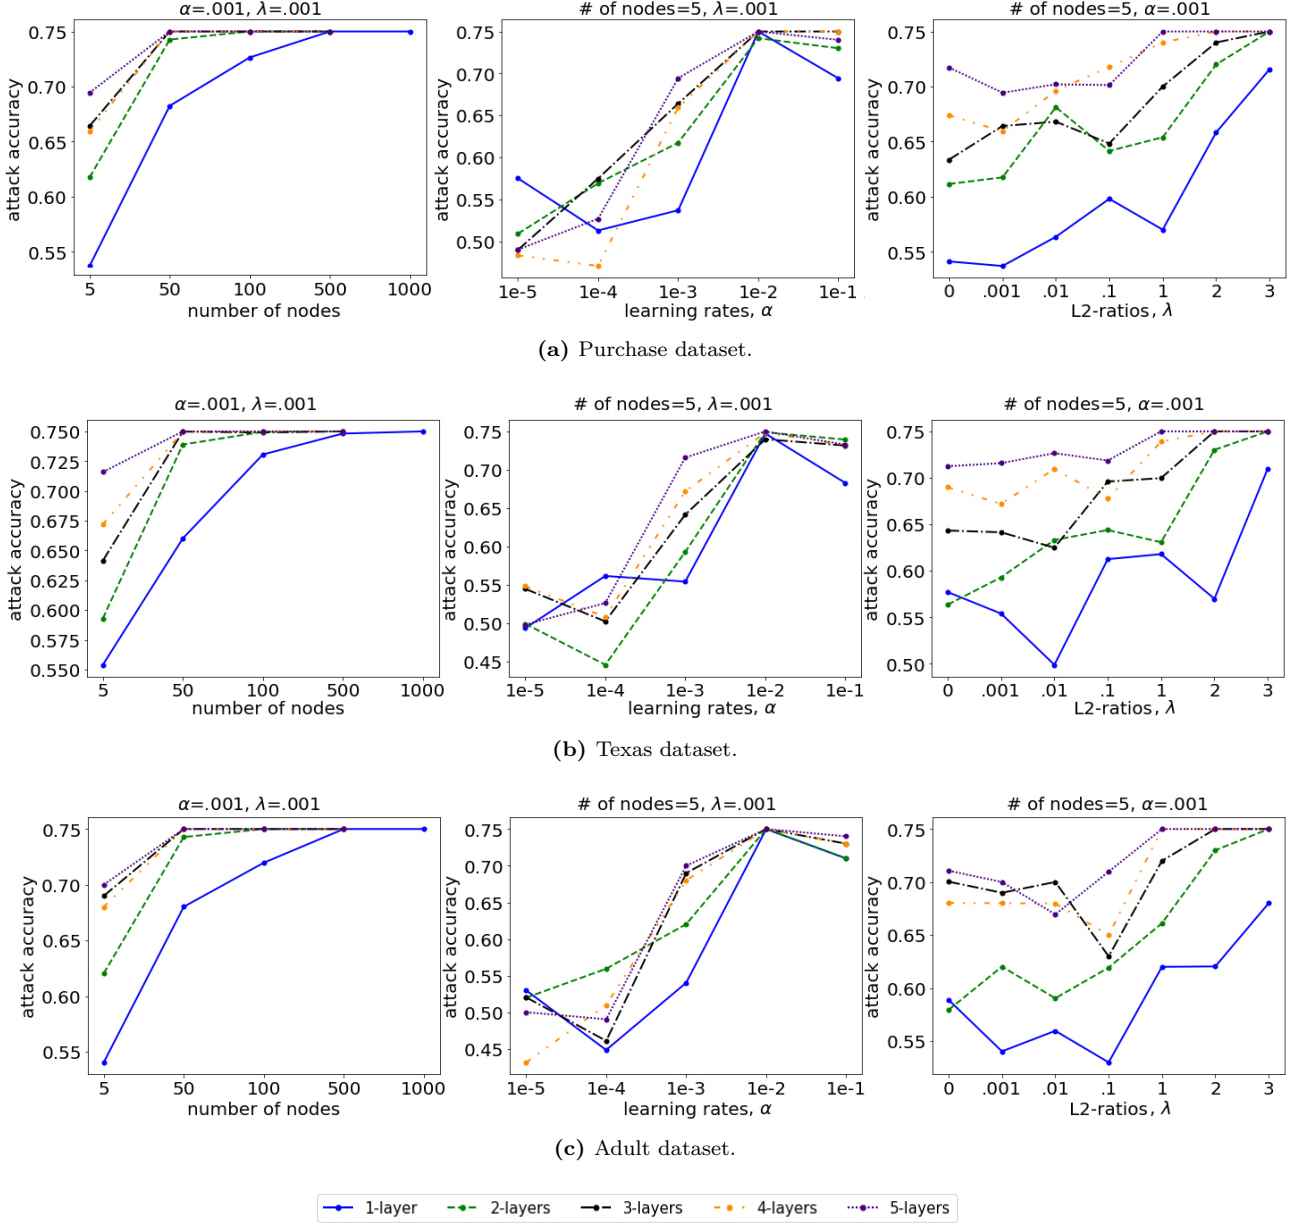 α=.001, λ=.001
attack accuracy
0.75
0.70
0.65
0.60
0.55
5 50 100 500 1000
number of nodes
# of nodes=5, λ=.001
attack accuracy
0.75
0.70
0.65
0.60
0.55
0.50
1e-5 1e-4 1e-3 1e-2 1e-1
learning rates, α
# of nodes=5, α=.001
attack accuracy
0.75
0.70
0.65
0.60
0.55
0 .001 .01 .1 1 2 3
L2-ratios, λ
(a) Purchase dataset.
α=.001, λ=.001
attack accuracy
0.750
0.725
0.700
0.675
0.650
0.625
0.600
0.575
0.550
5 50 100 500 1000
number of nodes
# of nodes=5, λ=.001
attack accuracy
0.75
0.70
0.65
0.60
0.55
0.50
0.45
1e-5 1e-4 1e-3 1e-2 1e-1
learning rates, α
# of nodes=5, α=.001
attack accuracy
0.75
0.70
0.65
0.60
0.55
0.50
0 .001 .01 .1 1 2 3
L2-ratios, λ
(b) Texas dataset.
α=.001, λ=.001
attack accuracy
0.75
0.70
0.65
0.60
0.55
5 50 100 500 1000
number of nodes
# of nodes=5, λ=.001
attack accuracy
0.75
0.70
0.65
0.60
0.55
0.50
0.45
1e-5 1e-4 1e-3 1e-2 1e-1
learning rates, α
# of nodes=5, α=.001
attack accuracy
0.75
0.70
0.65
0.60
0.55
0 .001 .01 .1 1 2 3
L2-ratios, λ
(c) Adult dataset.
1-layer 2-layers 3-layers 4-layers 5-layers